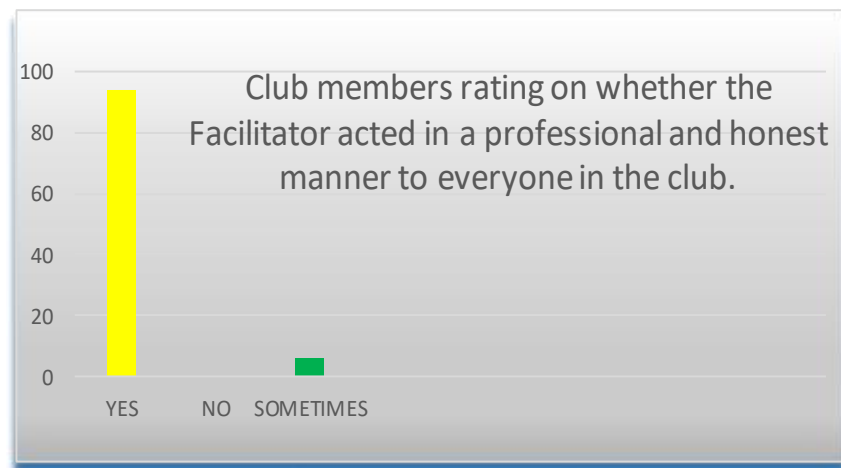 Club members rating on whether the
Facilitator acted in a professional and honest
manner to everyone in the club.
100
80
60
40
20
0
YES NO SOMETIMES